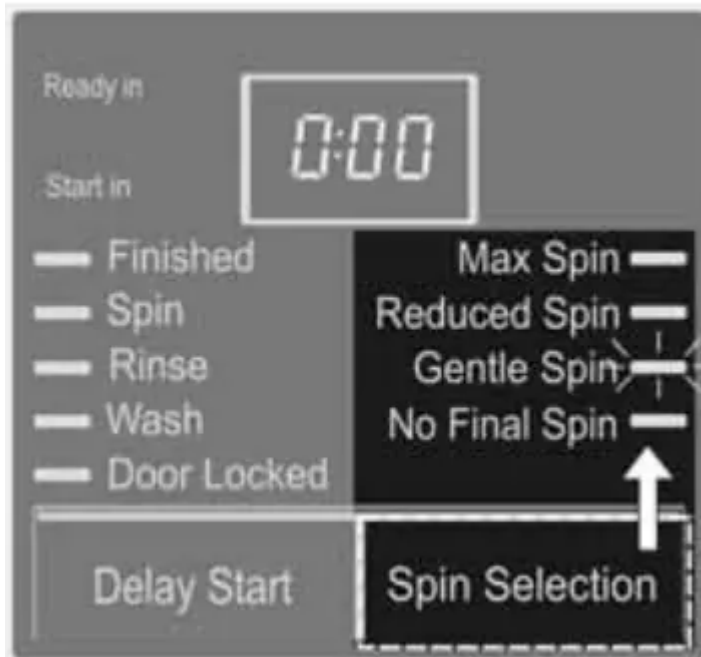 Ready in
0:00
Start in
Finished
Spin
Rinse
Wash
Door Locked
Max Spin
Reduced Spin
Gentle Spin
No Final Spin
Delay Start
Spin Selection